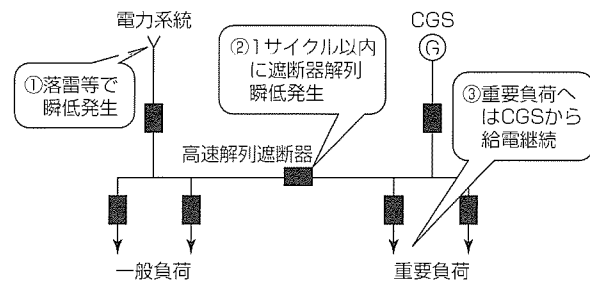 電力系統
CGS
G
①落雷等で
瞬低発生
②1サイクル以内
に遮断器解列
瞬低発生
③重要負荷へ
はCGSから
給電継続
高速解列遮断器
一般負荷
重要負荷